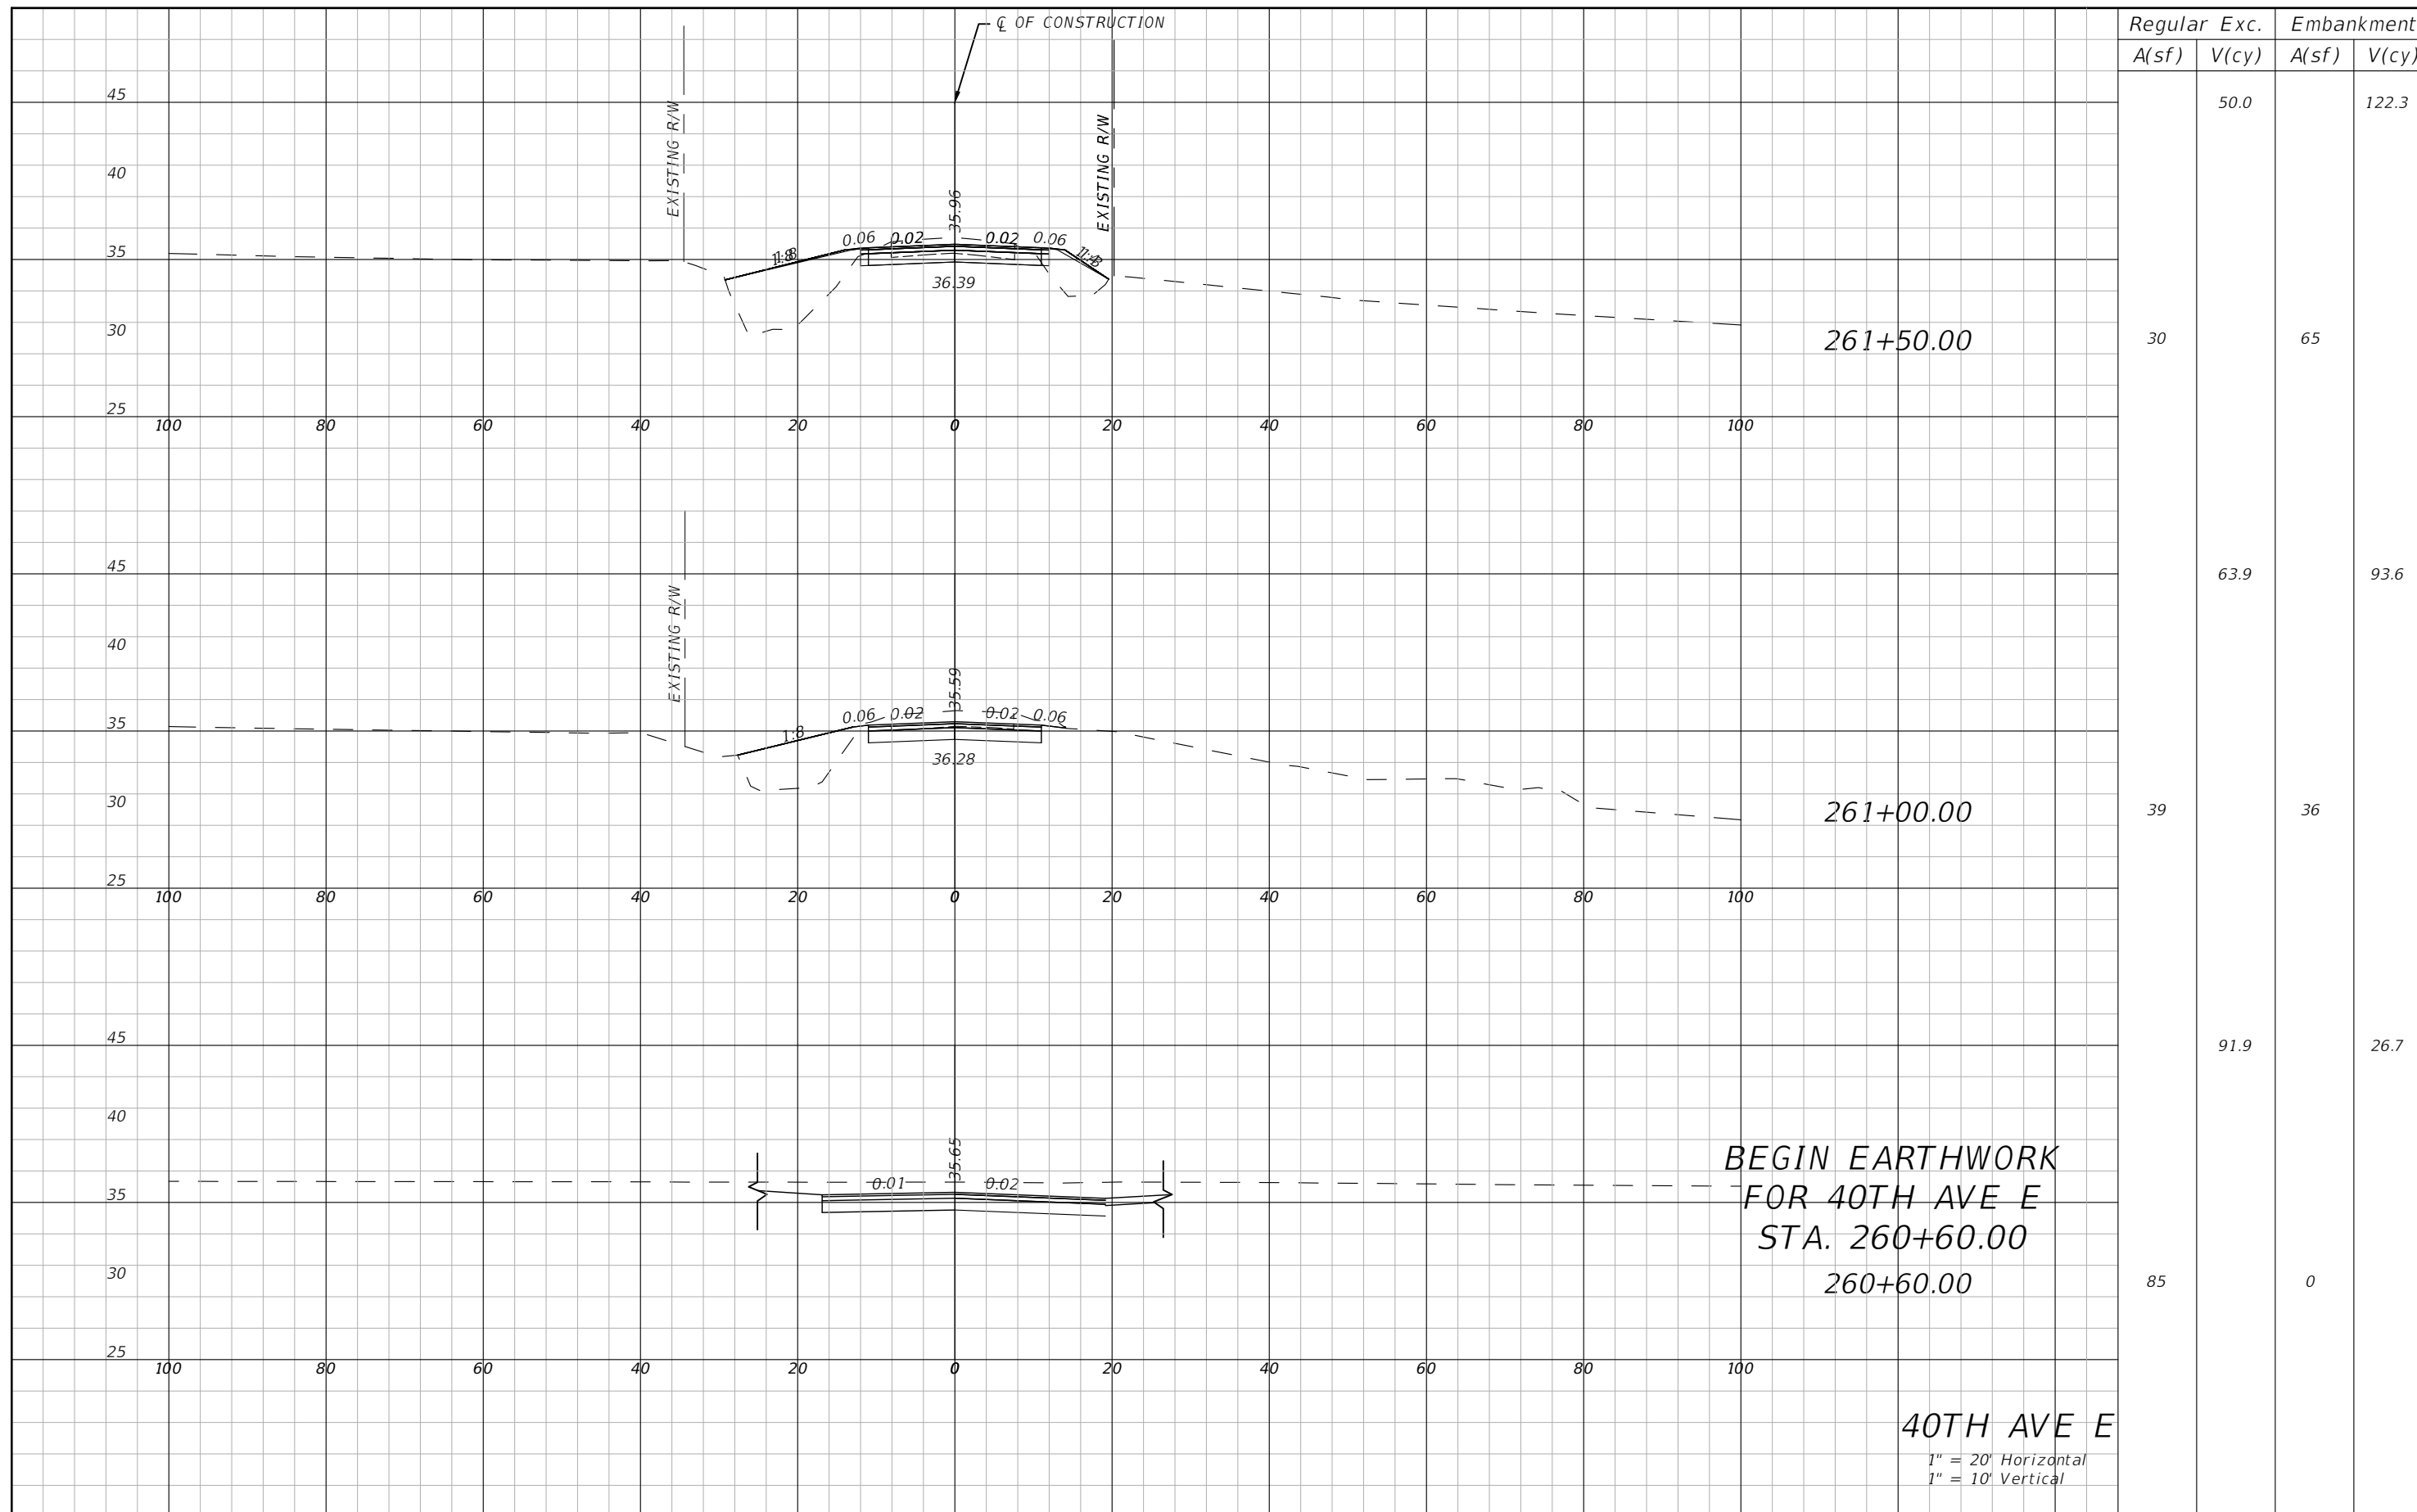 ℄ OF CONSTRUCTION
Regular Exc. Embankment
A(sf) V(cy) A(sf) V(cy)
45
50.0 122.3
EXISTING R/W
EXISTING R/W
40
35.96
35
1:8 0.06 0.02 0.02 0.06
36.39
30
261+50.00
30 65
25
100 80 60 40 20 0 20 40 60 80 100
45
63.9 93.6
EXISTING R/W
40
35.59
35
1:8 0.06 0.02 0.02 0.06
36.28
30
261+00.00
39 36
25
100 80 60 40 20 0 20 40 60 80 100
45
91.9 26.7
40
35.65
35
0.01 0.02
BEGIN EARTHWORK
FOR 40TH AVE E
STA. 260+60.00
30
260+60.00
85 0
25
100 80 60 40 20 0 20 40 60 80 100
40TH AVE E
1" = 20' Horizontal
1" = 10' Vertical